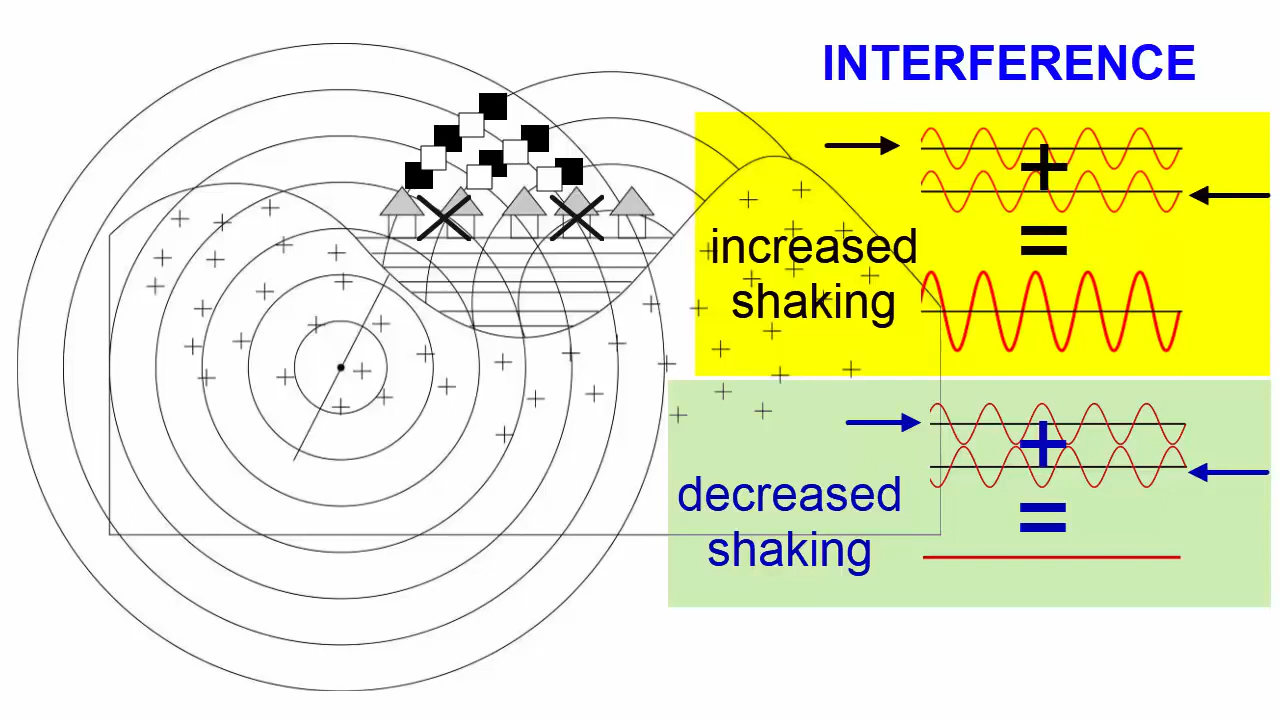 INTERFERENCE
increased
shaking
+
=
decreased
shaking
+
=